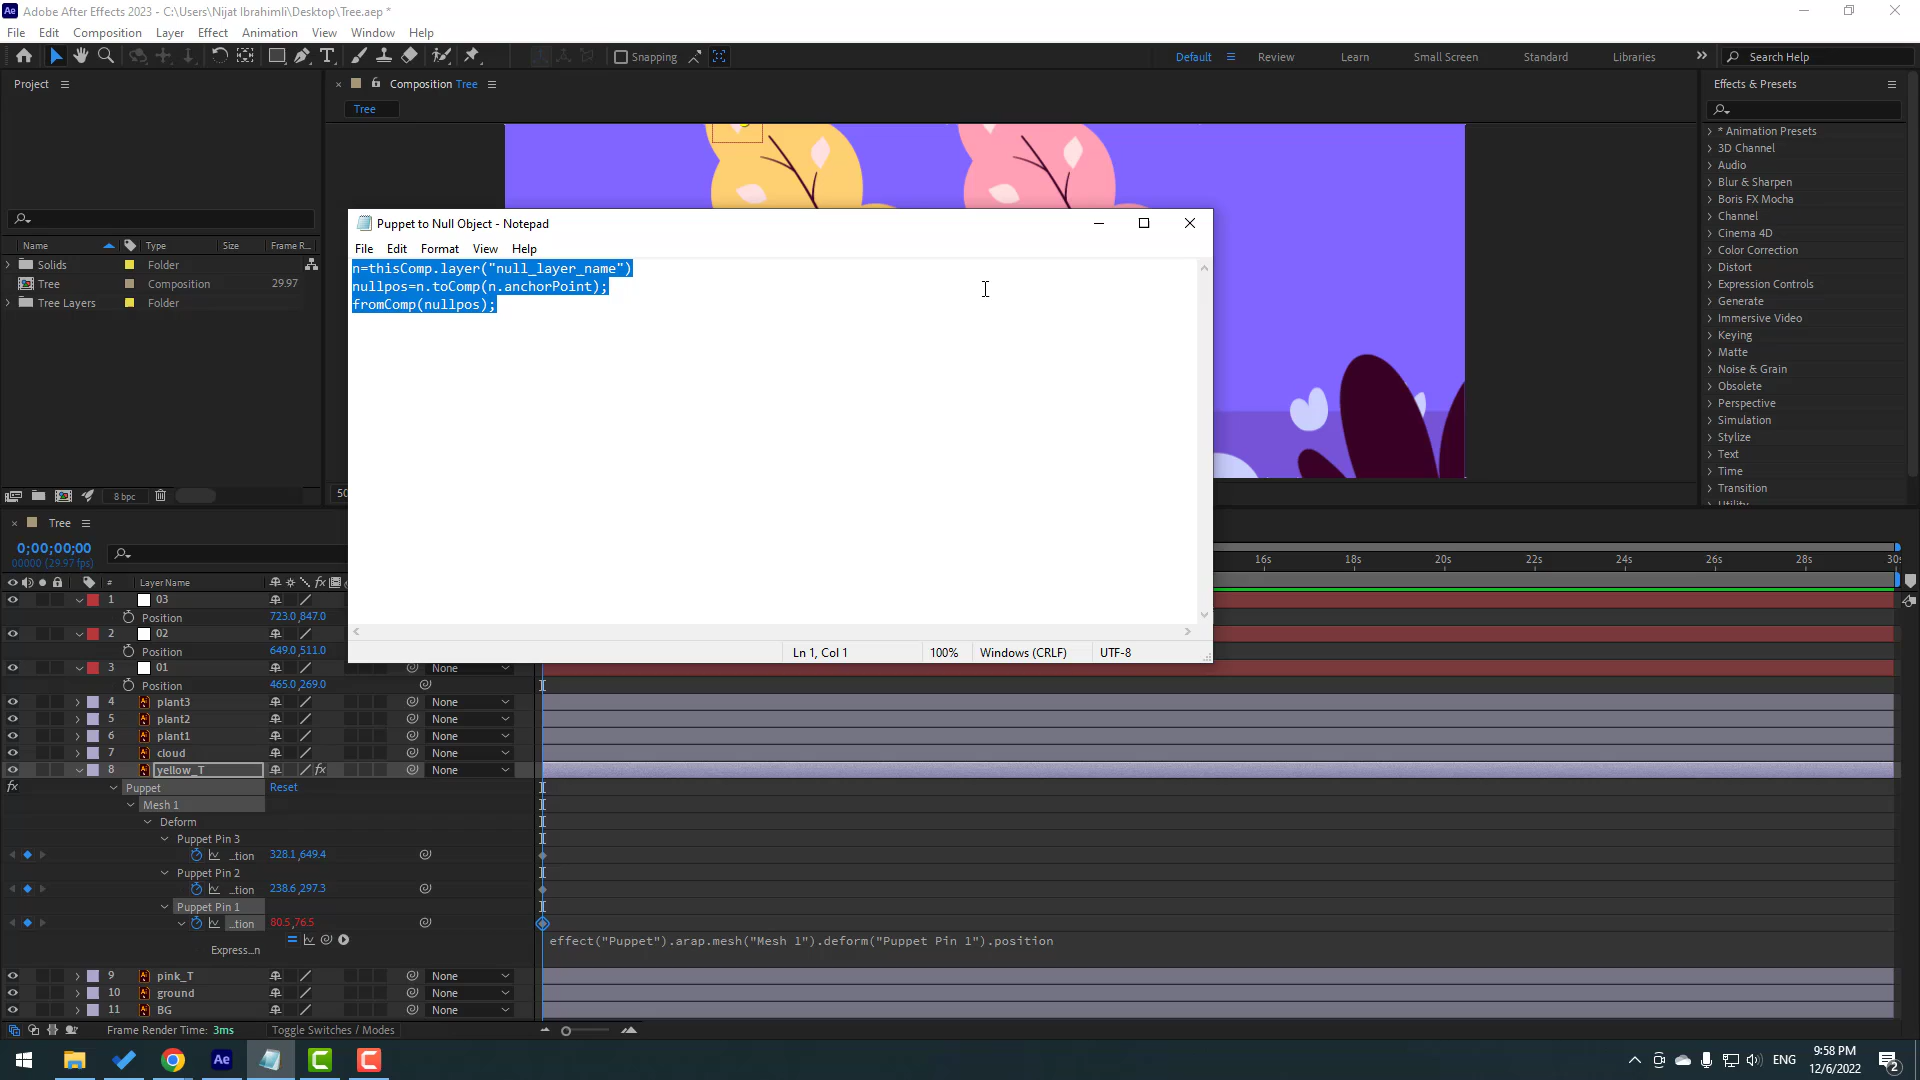 Adobe After Effects 2023 - C:\Users\Nijat Ibrahimli\Desktop\Tree.aep *
File Edit Composition Layer Effect Animation View Window Help
Snapping
Default Review Learn Small Screen Standard Libraries
Search Help
Project
Composition Tree
Tree
Effects & Presets
Name Type Size Frame R...
Solids Folder
Tree Composition 29.97
Tree Layers Folder
* Animation Presets
3D Channel
Audio
Blur & Sharpen
Boris FX Mocha
Channel
Cinema 4D
Color Correction
Distort
Expression Controls
Generate
Immersive Video
Keying
Matte
Noise & Grain
Obsolete
Perspective
Simulation
Stylize
Text
Time
Transition
Utility
8 bpc
50
Puppet to Null Object - Notepad
File Edit Format View Help
n=thisComp.layer("null_layer_name")
nullpos=n.toComp(n.anchorPoint);
fromComp(nullpos);
Ln 1, Col 1 100% Windows (CRLF) UTF-8
Tree
0;00;00;00
00000 (29.97 fps)
16s 18s 20s 22s 24s 26s 28s 30s
# Layer Name
1 03
Position 723.0,847.0
2 02
Position 649.0,511.0
3 01 None
Position 465.0,269.0
4 plant3 None
5 plant2 None
6 plant1 None
7 cloud None
8 yellow_T fx None
fx Puppet Reset
Mesh 1
Deform
Puppet Pin 3
...tion 328.1,649.4
Puppet Pin 2
...tion 238.6,297.3
Puppet Pin 1
...tion 80.5,76.5
Express...n effect("Puppet").arap.mesh("Mesh 1").deform("Puppet Pin 1").position
9 pink_T None
10 ground None
11 BG None
Frame Render Time: 3ms Toggle Switches / Modes
ENG
9:58 PM
12/6/2022
2